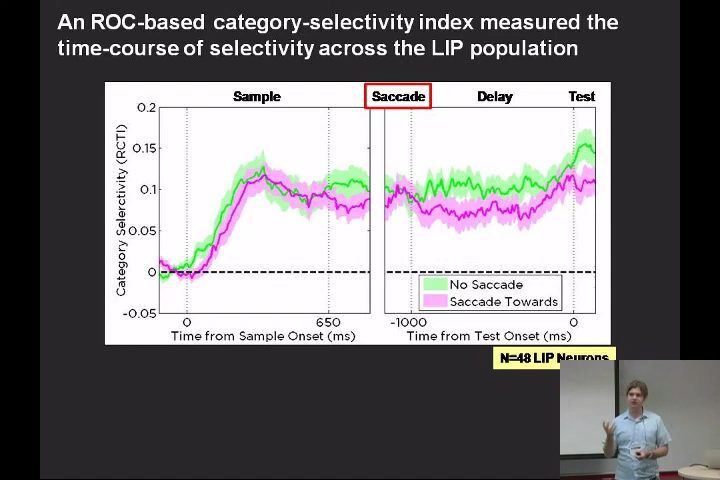 An ROC-based category-selectivity index measured the
time-course of selectivity across the LIP population
Sample
Saccade
Delay
Test
Category Selectivity (RCTI)
0.2
0.15
0.1
0.05
0
-0.05
No Saccade
Saccade Towards
0
650
-1000
0
Time from Sample Onset (ms)
Time from Test Onset (ms)
N=48 LIP Neurons